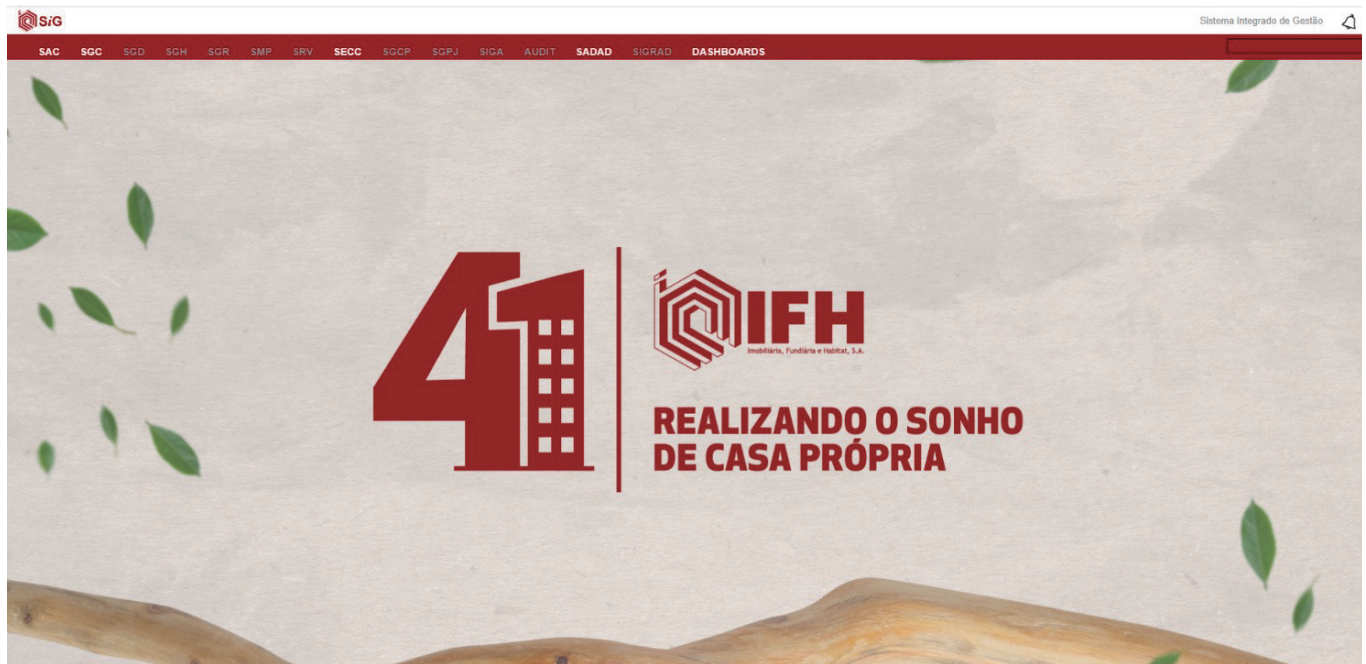 SiG
Sistema Integrado de Gestão
SAC SGC SGD SGH SGR SMP SRV SECC SGCP SGPJ SIGA AUDIT SADAD SIGRAD DASHBOARDS
41
IFH
Imobiliária, Fundiária e Habitat, S.A.
REALIZANDO O SONHO
DE CASA PRÓPRIA